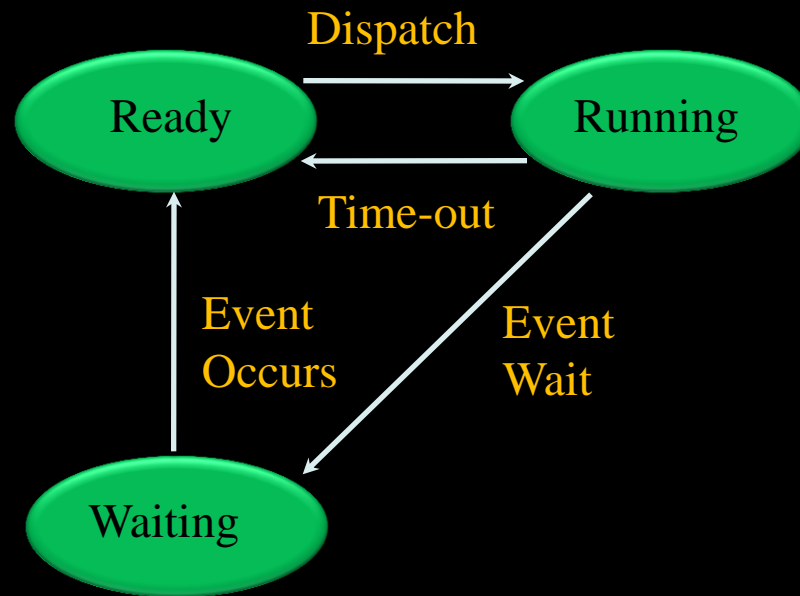 Dispatch
Ready
Running
Time-out
Event
Occurs
Event
Wait
Waiting